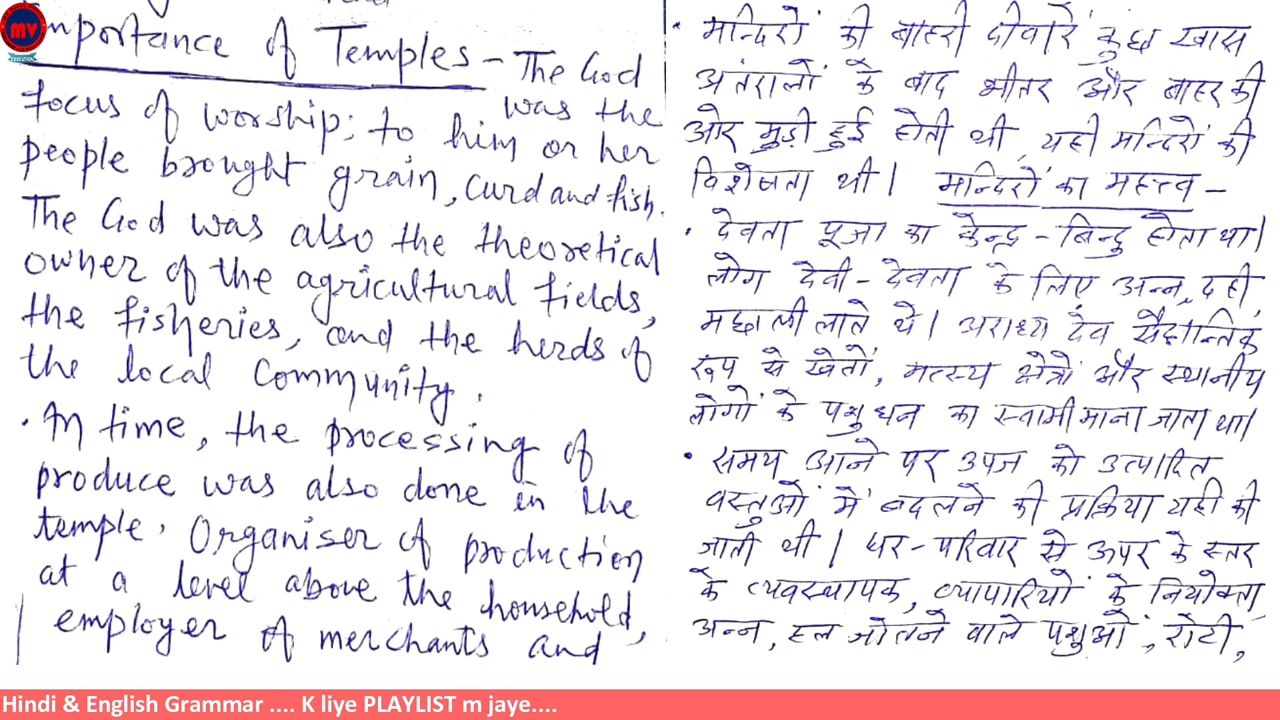 mv
EDUCATION
Importance of Temples – The God
was the
focus of worship; to him or her
people brought grain, curd and fish.
The God was also the theoretical
owner of the agricultural fields,
the fisheries, and the herds of
the local community.
· In time, the processing of
produce was also done in the
temple. Organiser of production
at a level above the household,
employer of merchants and
• मन्दिरों की बाहरी दीवारें कुछ खास
अंतरालों के बाद भीतर और बाहर की
ओर मुड़ी हुई होती थी, यही मन्दिरों की
विशेषता थी। मन्दिरों का महत्त्व –
• देवता पूजा का केन्द्र - बिन्दु होता था।
लोग देवी - देवता के लिए अन्न, दही,
मछली लाते थे। अराध्य देव सैद्धान्तिक
रूप से खेतों, मत्स्य क्षेत्रों और स्थानीय
लोगों के पशुधन का स्वामी माना जाता था।
• समय आने पर उपज को उत्पादित
वस्तुओं में बदलने की प्रक्रिया यही की
जाती थी। घर - परिवार से ऊपर के स्तर
के व्यवस्थापक, व्यापारियों के नियोक्ता,
अन्न, हल जोतने वाले पशुओं, रोटी,
Hindi & English Grammar .... K liye PLAYLIST m jaye....